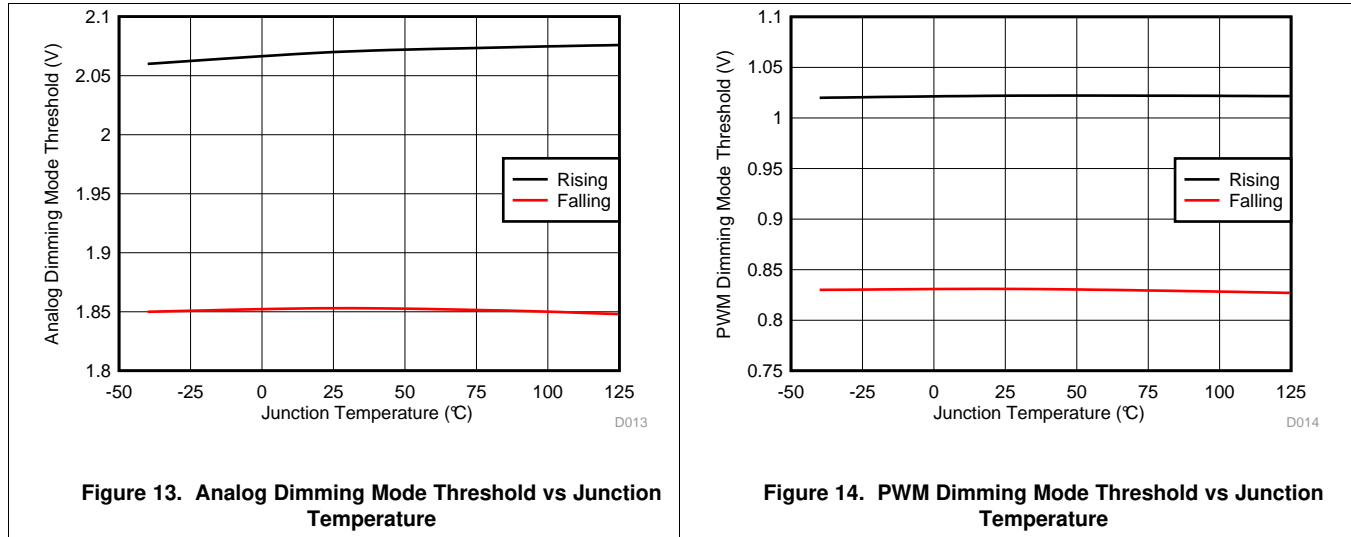 Analog Dimming Mode Threshold (V)
2.1
2.05
2
1.95
1.9
1.85
1.8
-50 -25 0 25 50 75 100 125
Junction Temperature (°C)
Rising
Falling
D013
Figure 13. Analog Dimming Mode Threshold vs Junction
Temperature
PWM Dimming Mode Threshold (V)
1.1
1.05
1
0.95
0.9
0.85
0.8
0.75
-50 -25 0 25 50 75 100 125
Junction Temperature (°C)
Rising
Falling
D014
Figure 14. PWM Dimming Mode Threshold vs Junction
Temperature